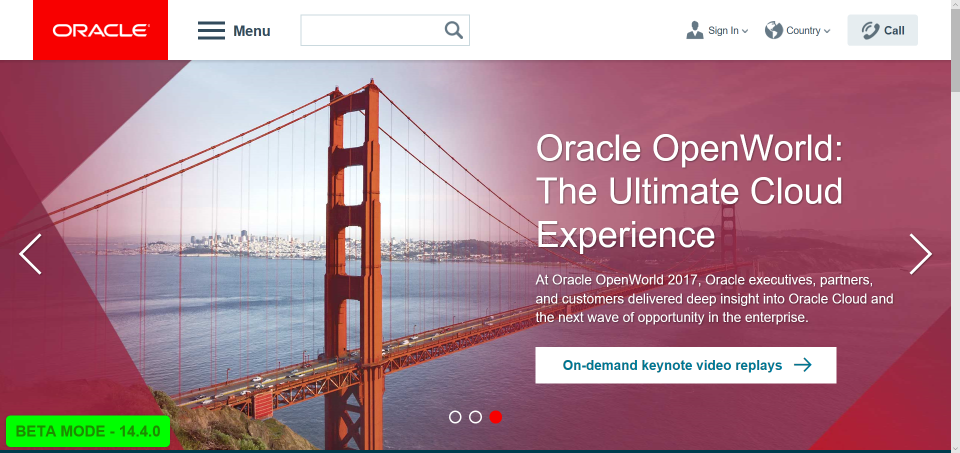 ORACLE
Menu
Sign In
Country
Call
Oracle OpenWorld:
The Ultimate Cloud
Experience
At Oracle OpenWorld 2017, Oracle executives, partners,
and customers delivered deep insight into Oracle Cloud and
the next wave of opportunity in the enterprise.
On-demand keynote video replays
BETA MODE - 14.4.0